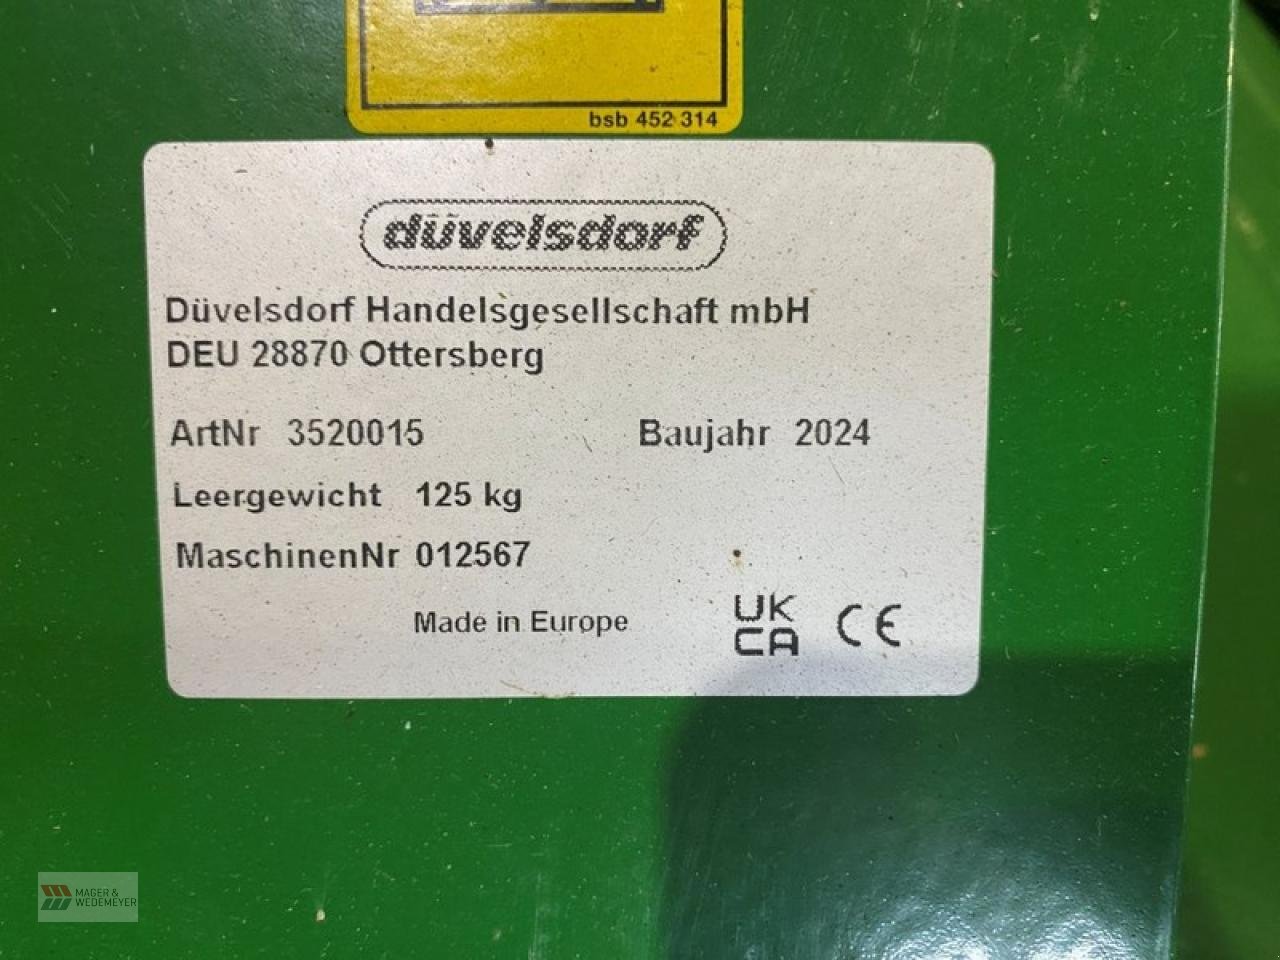 bsb 452 314
düvelsdorf
Düvelsdorf Handelsgesellschaft mbH
DEU 28870 Ottersberg
ArtNr 3520015 Baujahr 2024
Leergewicht 125 kg
MaschinenNr 012567
Made in Europe UK CA CE
MAGER &
WEDEMEYER